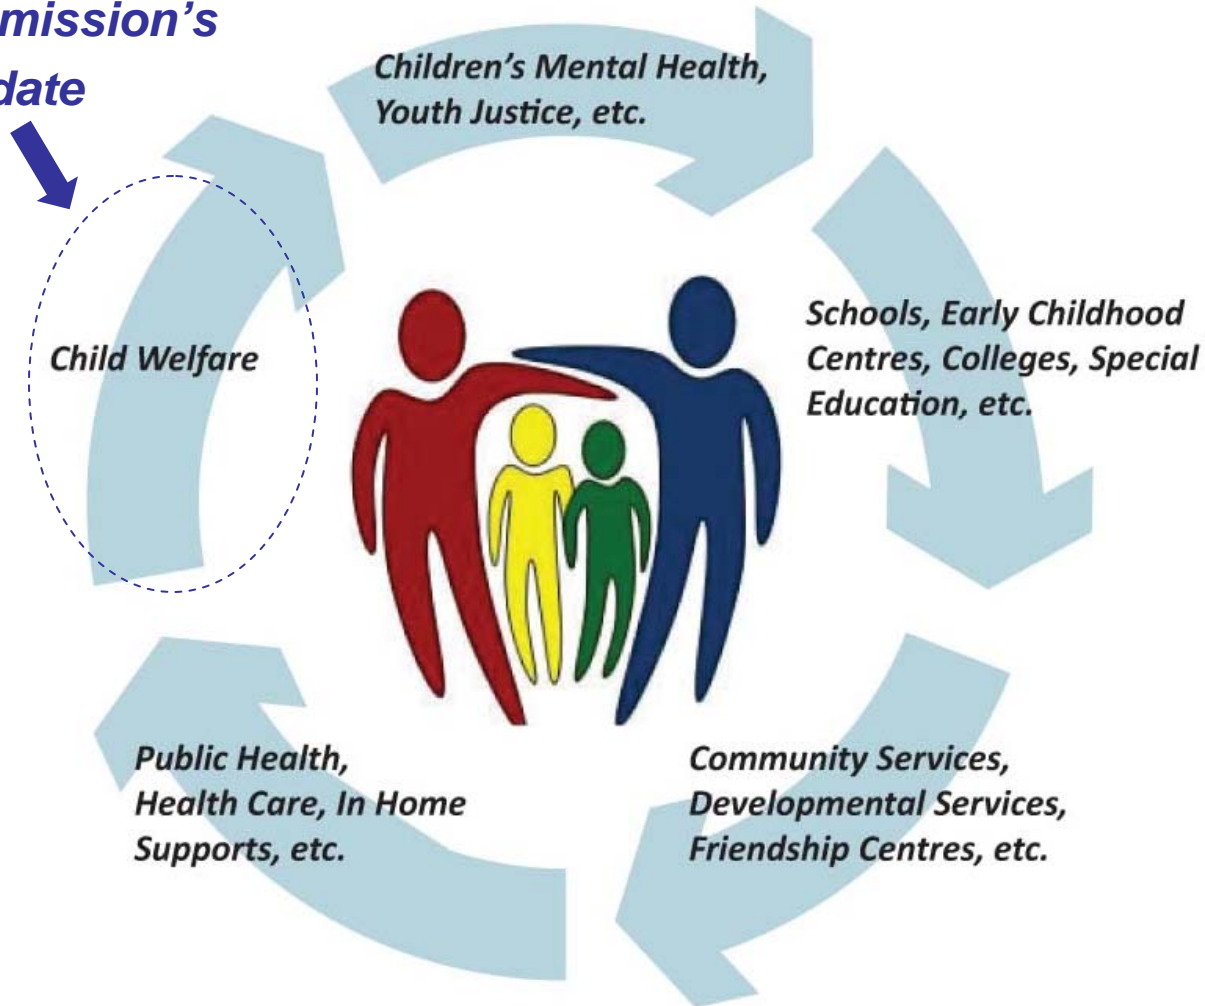 mission’s
date
Children’s Mental Health,
Youth Justice, etc.
Schools, Early Childhood
Centres, Colleges, Special
Education, etc.
Child Welfare
Public Health,
Health Care, In Home
Supports, etc.
Community Services,
Developmental Services,
Friendship Centres, etc.